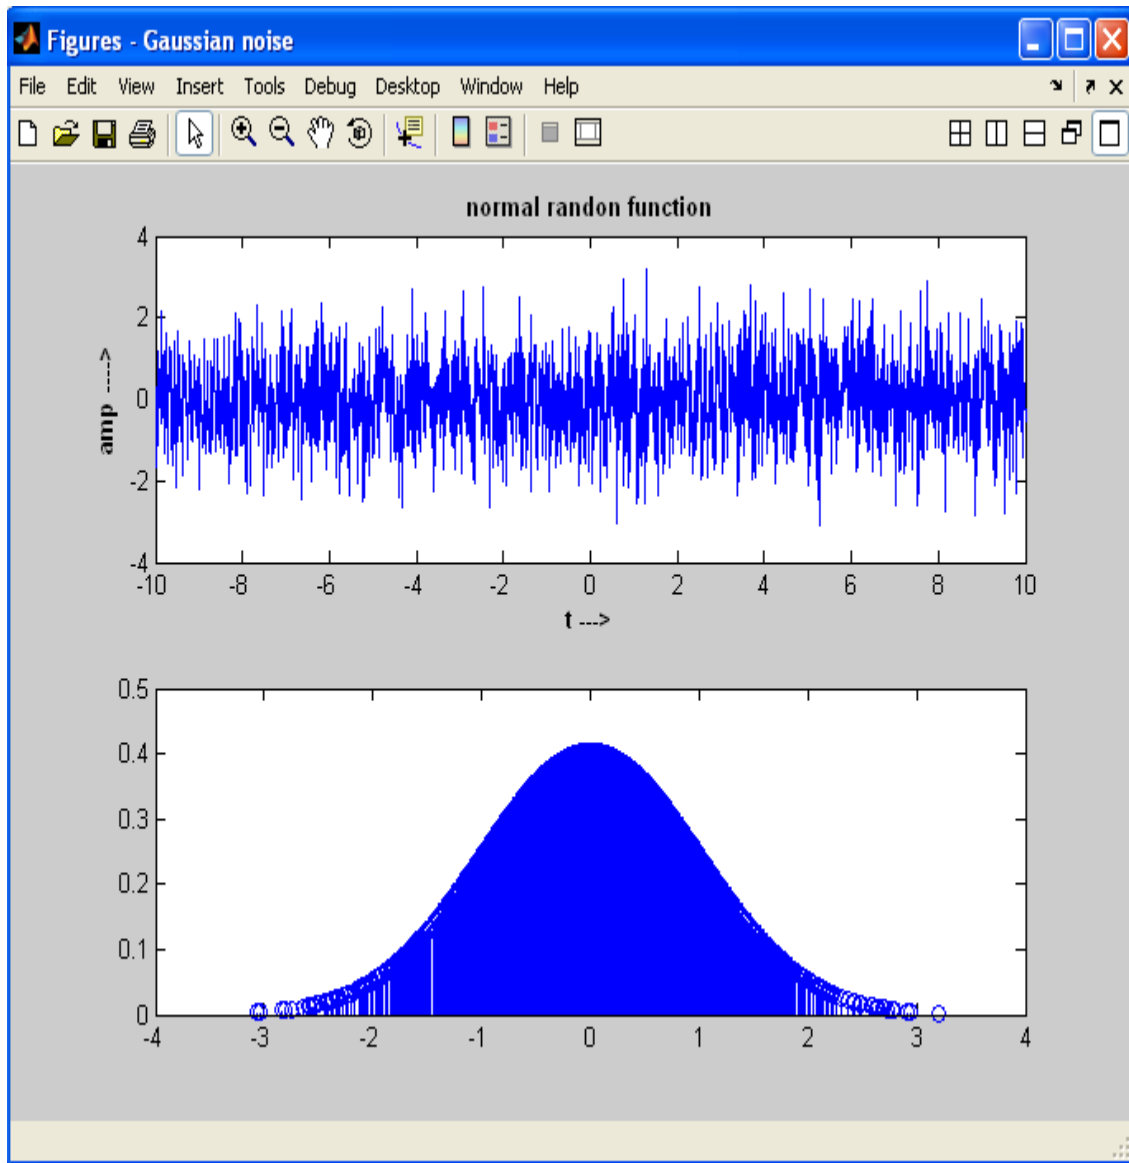 Figures - Gaussian noise
File Edit View Insert Tools Debug Desktop Window Help
normal randon function
4
2
0
-2
-4
amp ----->
-10 -8 -6 -4 -2 0 2 4 6 8 10
t --->
0.5
0.4
0.3
0.2
0.1
0
-4 -3 -2 -1 0 1 2 3 4